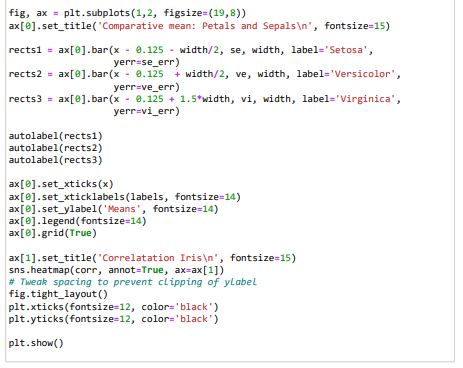 fig, ax = plt.subplots(1,2, figsize=(19,8))
ax[0].set_title('Comparative mean: Petals and Sepals\n', fontsize=15)
rects1 = ax[0].bar(x - 0.125 - width/2, se, width, label='Setosa',
yerr=se_err)
rects2 = ax[0].bar(x - 0.125  + width/2, ve, width, label='Versicolor',
yerr=ve_err)
rects3 = ax[0].bar(x - 0.125 + 1.5*width, vi, width, label='Virginica',
yerr=vi_err)
autolabel(rects1)
autolabel(rects2)
autolabel(rects3)
ax[0].set_xticks(x)
ax[0].set_xticklabels(labels, fontsize=14)
ax[0].set_ylabel('Means', fontsize=14)
ax[0].legend(fontsize=14)
ax[0].grid(True)
ax[1].set_title('Correlatation Iris\n', fontsize=15)
sns.heatmap(corr, annot=True, ax=ax[1])
# Tweak spacing to prevent clipping of ylabel
fig.tight_layout()
plt.xticks(fontsize=12, color='black')
plt.yticks(fontsize=12, color='black')
plt.show()